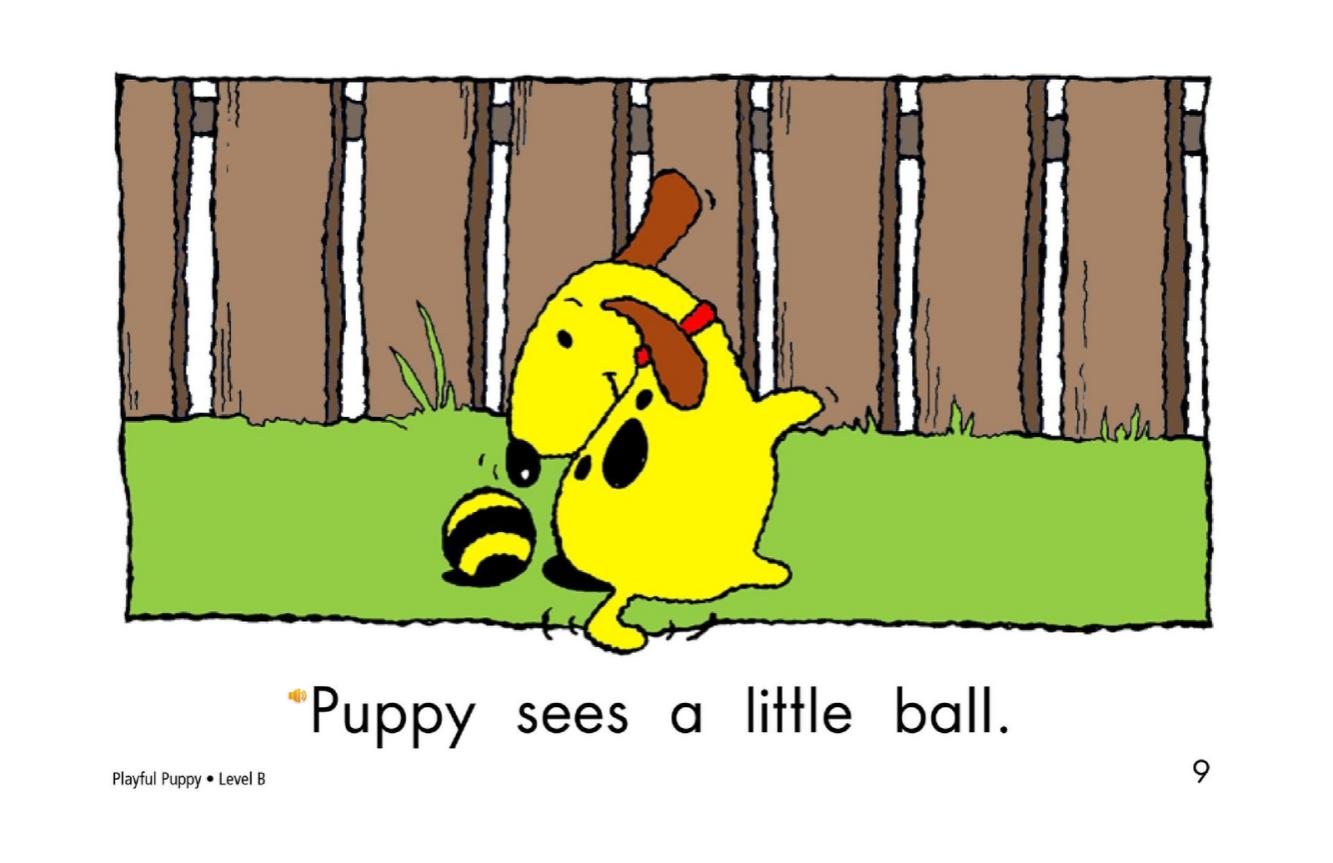 Puppy sees a little ball.
Playful Puppy • Level B
9